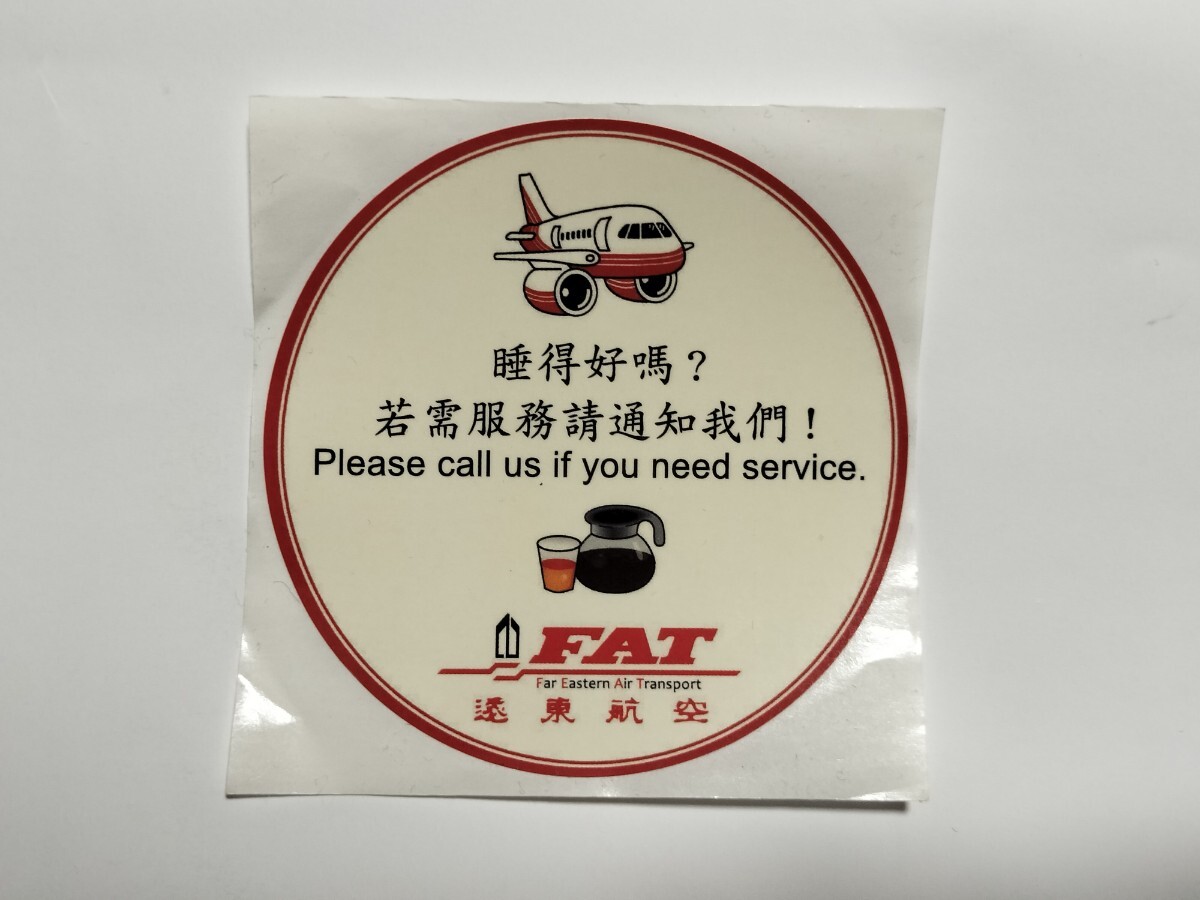 睡得好嗎？
若需服務請通知我們！
Please call us if you need service.
FAT
Far Eastern Air Transport
遠東航空